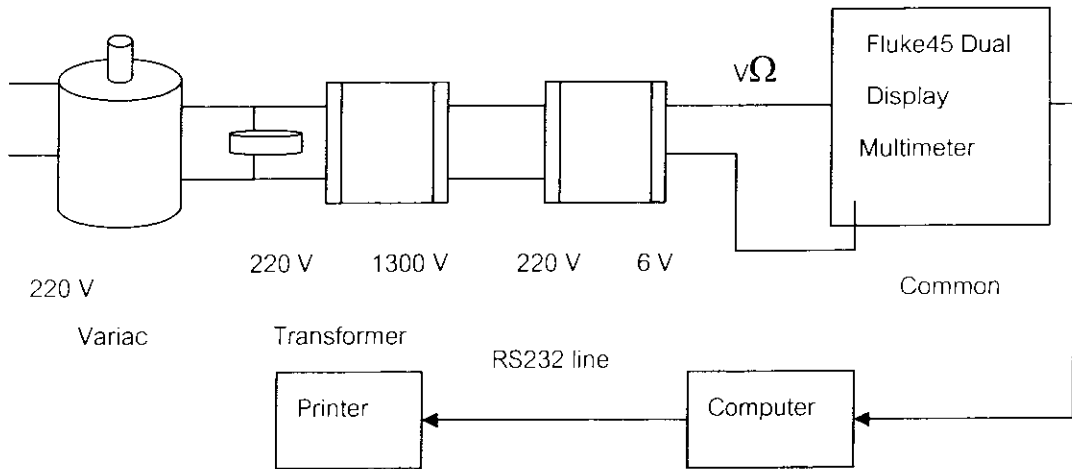 Fluke45 Dual
Display
Multimeter
VΩ
220 V
1300 V
220 V
6 V
220 V
Common
Variac
Transformer
RS232 line
Printer
Computer